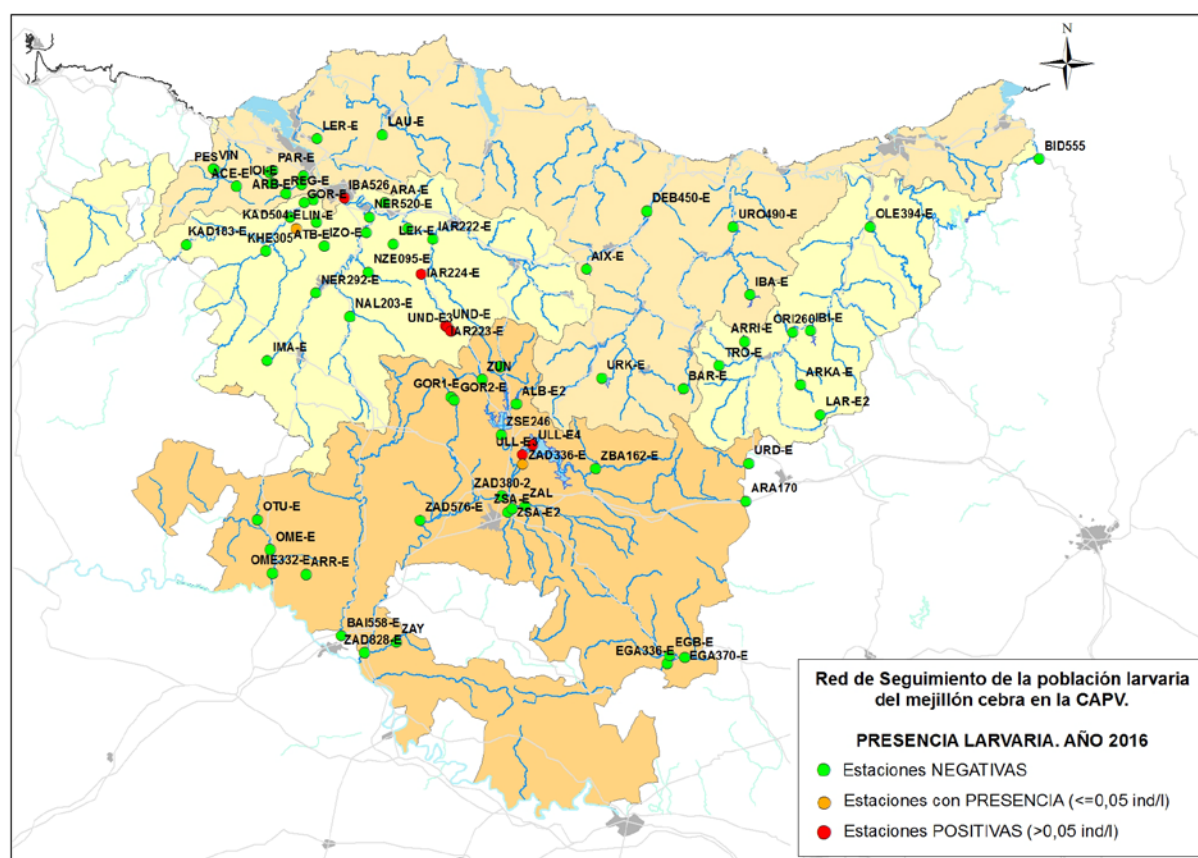 N
LER-E
LAU-E
PES
VIN
PAR-E
IOI-E
ACE-E
ARB-E
REG-E
IBA526
GOR-E
ARA-E
NER520-E
KAD504-E
LIN-E
KAD183-E
KHE305
ATB-E
IZO-E
LEK-E
IAR222-E
NZE095-E
IAR224-E
NER292-E
NAL203-E
UND-E3
UND-E
IAR223-E
IMA-E
BID555
DEB450-E
URO490-E
OLE394-E
AIX-E
IBA-E
ORI260
IBI-E
ARRI-E
TRO-E
ARKA-E
BAR-E
LAR-E2
URK-E
ZUN
GOR1-E
GOR2-E
ALB-E2
ZSE246
ULL-E4
ZAD336-E
ZBA162-E
URD-E
ARA170
ZAD380-2
ZAL
ZSA-E
ZSA-E2
ZAD576-E
OTU-E
OME-E
OME332-E
ARR-E
BAI558-E
ZAY
ZAD828-E
EGB-E
EGA336-E
EGA370-E
Red de Seguimiento de la población larvaria
del mejillón cebra en la CAPV.
PRESENCIA LARVARIA. AÑO 2016
Estaciones NEGATIVAS
Estaciones con PRESENCIA (<=0,05 ind/l)
Estaciones POSITIVAS (>0,05 ind/l)